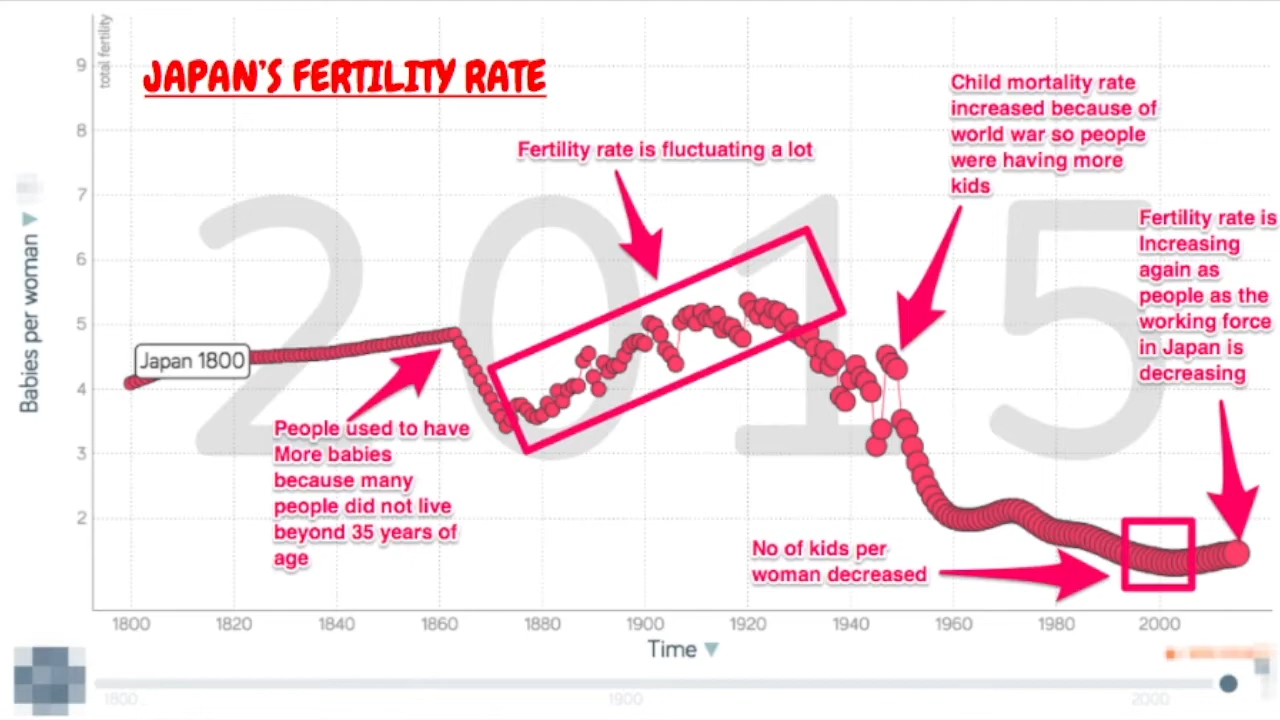 total fertility
JAPAN'S FERTILITY RATE
Child mortality rate
increased because of
world war so people
were having more
kids
Fertility rate is fluctuating a lot
Fertility rate is
Increasing
again as
people as the
working force
in Japan is
decreasing
2015
Babies per woman
9
8
7
6
5
4
3
2
Japan 1800
People used to have
More babies
because many
people did not live
beyond 35 years of
age
No of kids per
woman decreased
1800 1820 1840 1860 1880 1900 1920 1940 1960 1980 2000
Time
1800 1900 2000